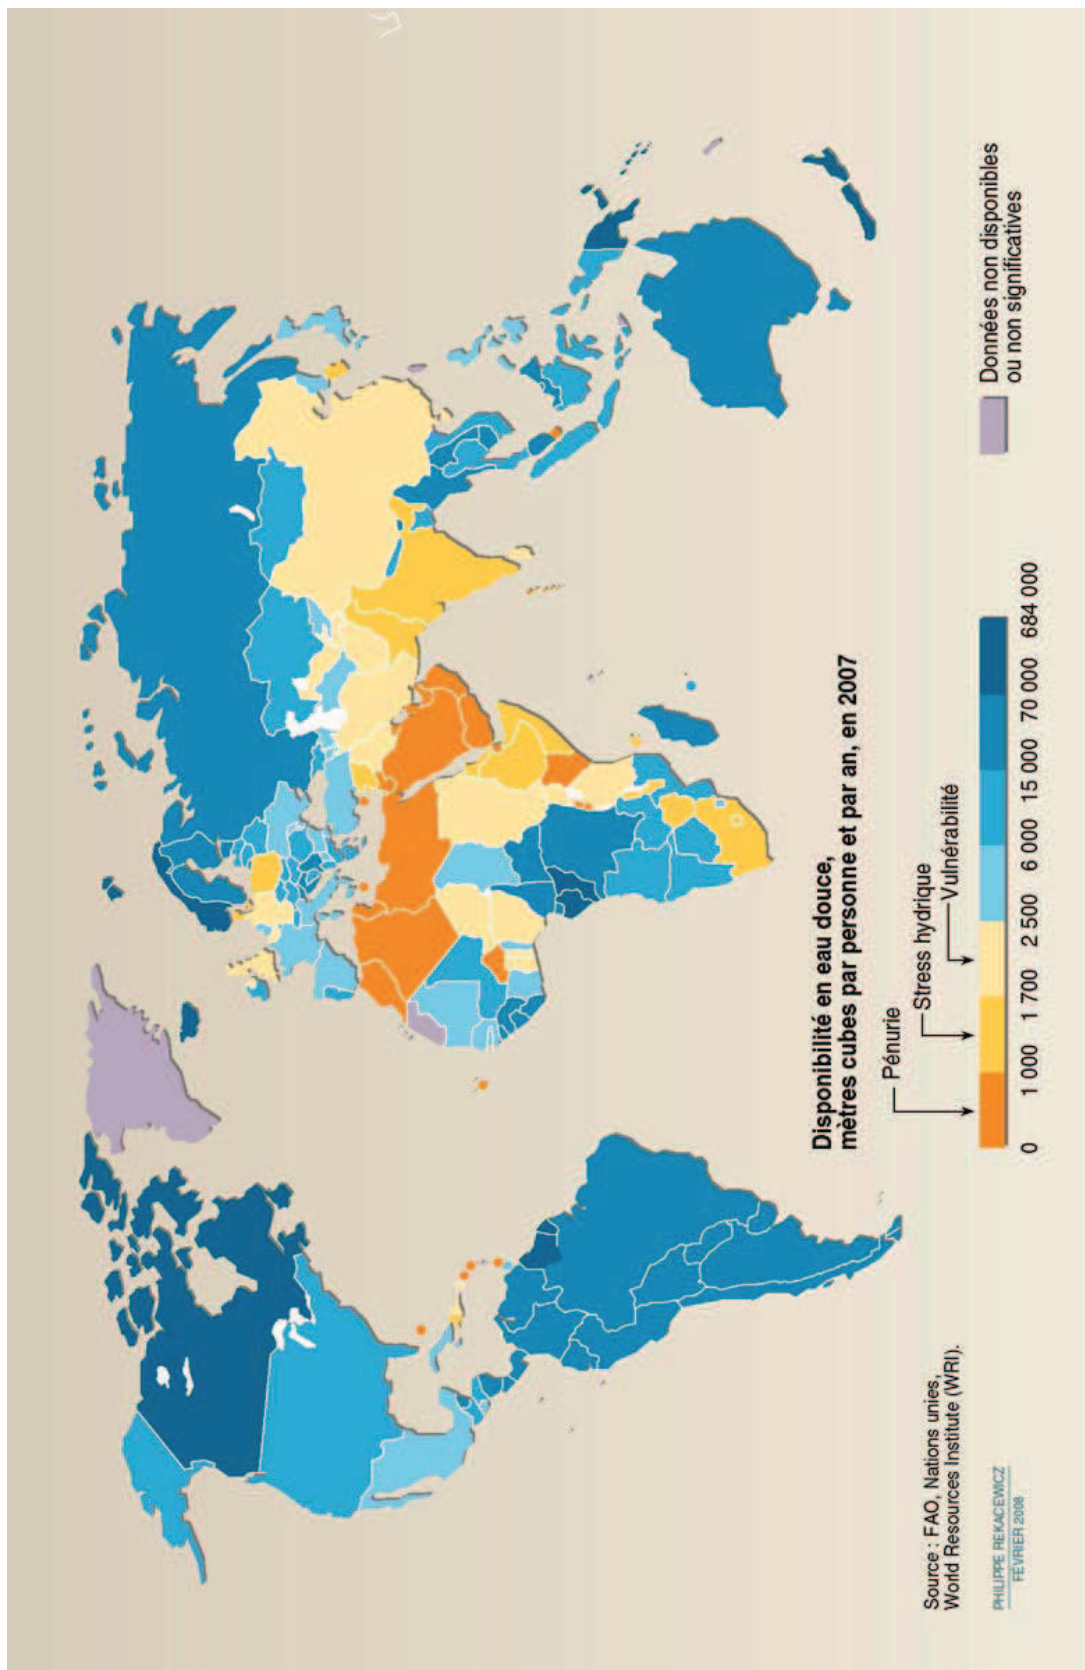 Disponibilité en eau douce,
mètres cubes par personne et par an, en 2007
Pénurie
Stress hydrique
Vulnérabilité
0 1 000 1 700 2 500 6 000 15 000 70 000 684 000
Données non disponibles
ou non significatives
Source : FAO, Nations unies,
World Resources Institute (WRI).
PHILIPPE REKACEWICZ
FÉVRIER 2008